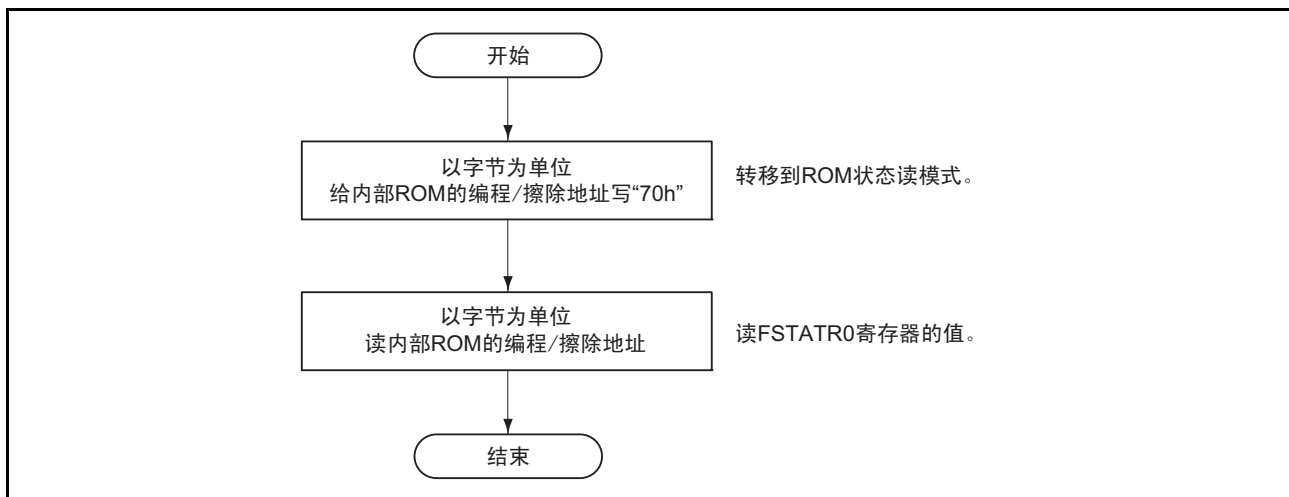 开始
以字节为单位
给内部ROM的编程/擦除地址写“70h”
转移到ROM状态读模式。
以字节为单位
读内部ROM的编程/擦除地址
读FSTATR0寄存器的值。
结束